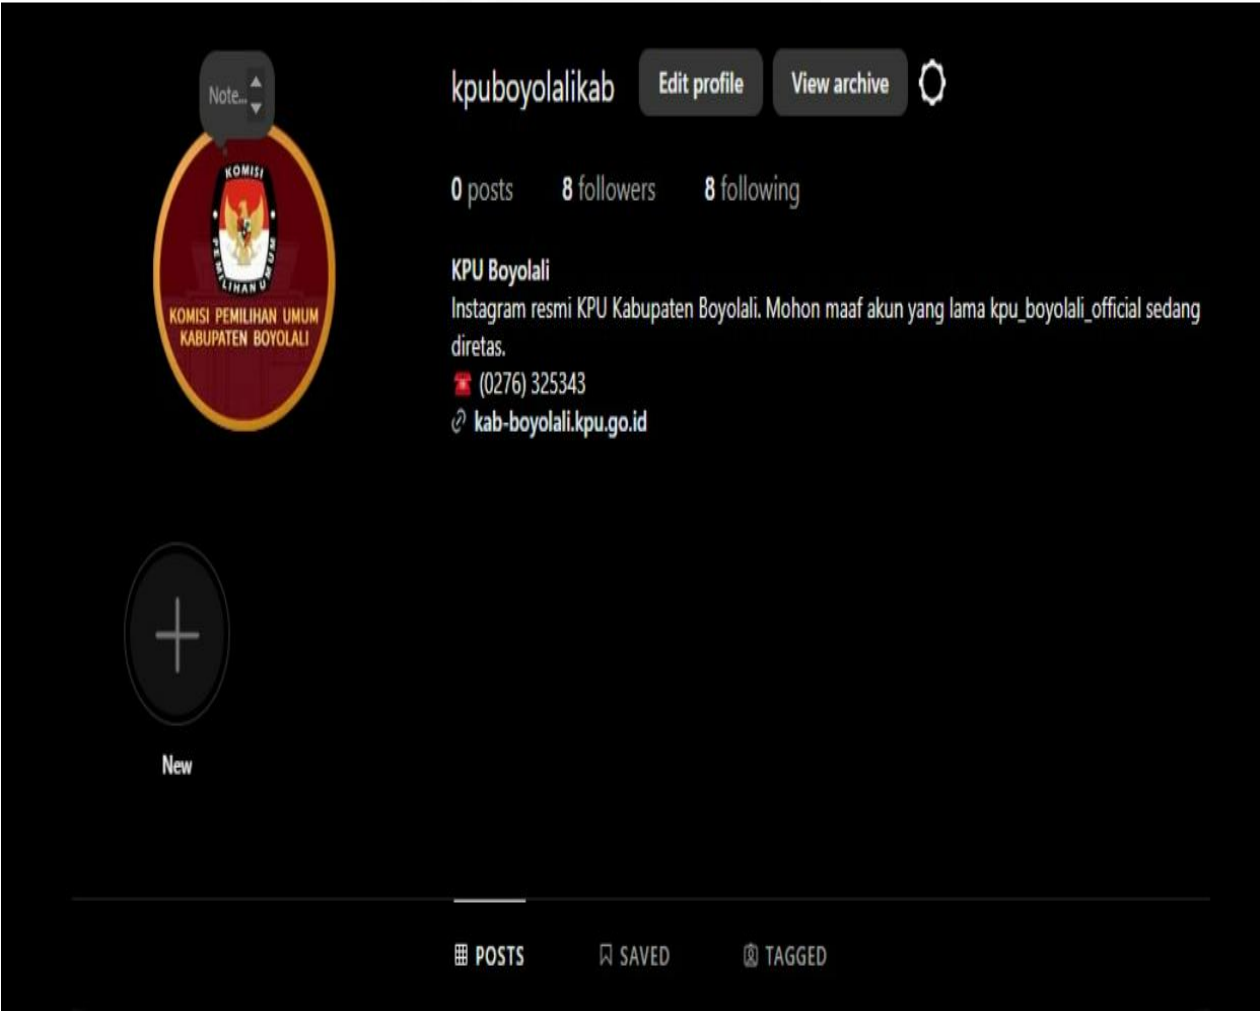 Note...
kpuboyolalikab Edit profile View archive
0 posts 8 followers 8 following
KOMISI
PEMILIHAN UMUM
KOMISI PEMILIHAN UMUM
KABUPATEN BOYOLALI
KPU Boyolali
Instagram resmi KPU Kabupaten Boyolali. Mohon maaf akun yang lama kpu_boyolali_official sedang
diretas.
☎ (0276) 325343
kab-boyolali.kpu.go.id
New
POSTS SAVED TAGGED